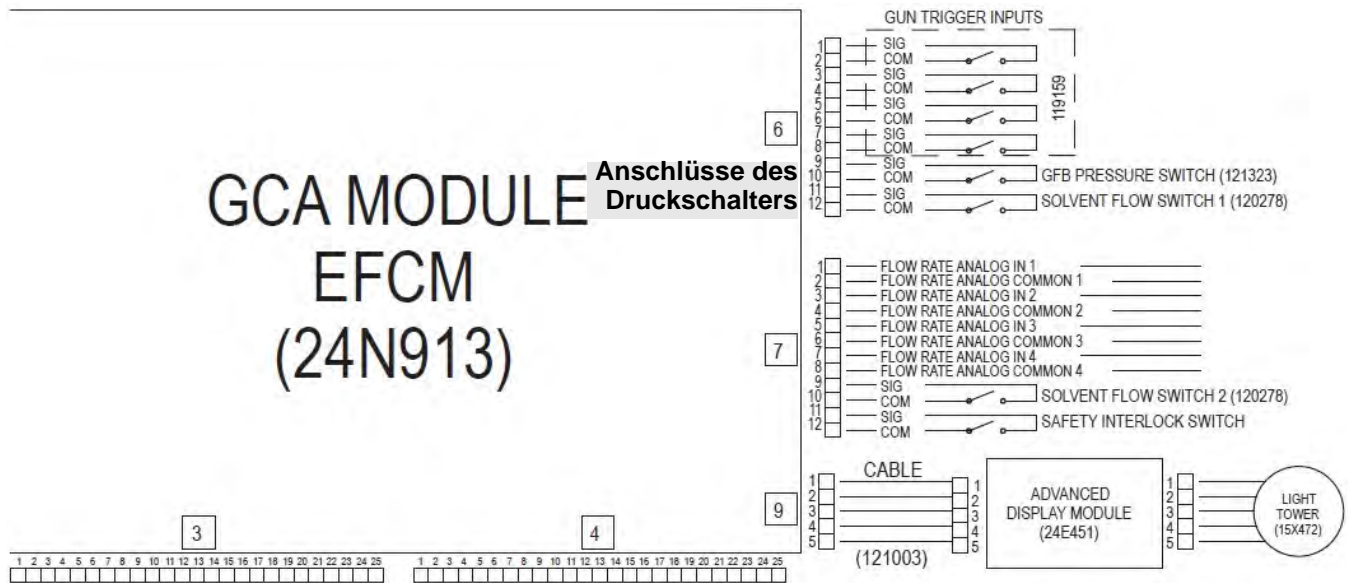 GUN TRIGGER INPUTS
1 SIG
2 COM
3 SIG
4 COM
5 SIG
6 COM
7 SIG
8 COM
119159
9 SIG
10 COM GFB PRESSURE SWITCH (121323)
11 SIG
12 COM SOLVENT FLOW SWITCH 1 (120278)
6
Anschlüsse des
Druckschalters
GCA MODULE
EFCM
(24N913)
1 FLOW RATE ANALOG IN 1
2 FLOW RATE ANALOG COMMON 1
3 FLOW RATE ANALOG IN 2
4 FLOW RATE ANALOG COMMON 2
5 FLOW RATE ANALOG IN 3
6 FLOW RATE ANALOG COMMON 3
7 FLOW RATE ANALOG IN 4
8 FLOW RATE ANALOG COMMON 4
9 SIG
10 COM SOLVENT FLOW SWITCH 2 (120278)
11 SIG
12 COM SAFETY INTERLOCK SWITCH
7
CABLE
1 1 1
2 2 2
3 3 3
4 4 4
5 5 5
(121003)
ADVANCED
DISPLAY MODULE
(24E451)
LIGHT
TOWER
(15X472)
9
3
4
1 2 3 4 5 6 7 8 9 10 11 12 13 14 15 16 17 18 19 20 21 22 23 24 25
1 2 3 4 5 6 7 8 9 10 11 12 13 14 15 16 17 18 19 20 21 22 23 24 25